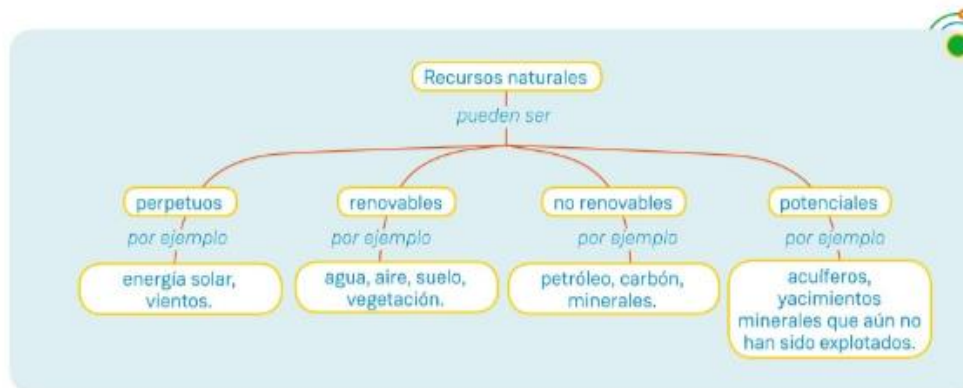 Recursos naturales
pueden ser
perpetuos
por ejemplo
energía solar,
vientos.
renovables
por ejemplo
agua, aire, suelo,
vegetación.
no renovables
por ejemplo
petróleo, carbón,
minerales.
potenciales
por ejemplo
acuíferos,
yacimientos
minerales que aún no
han sido explotados.